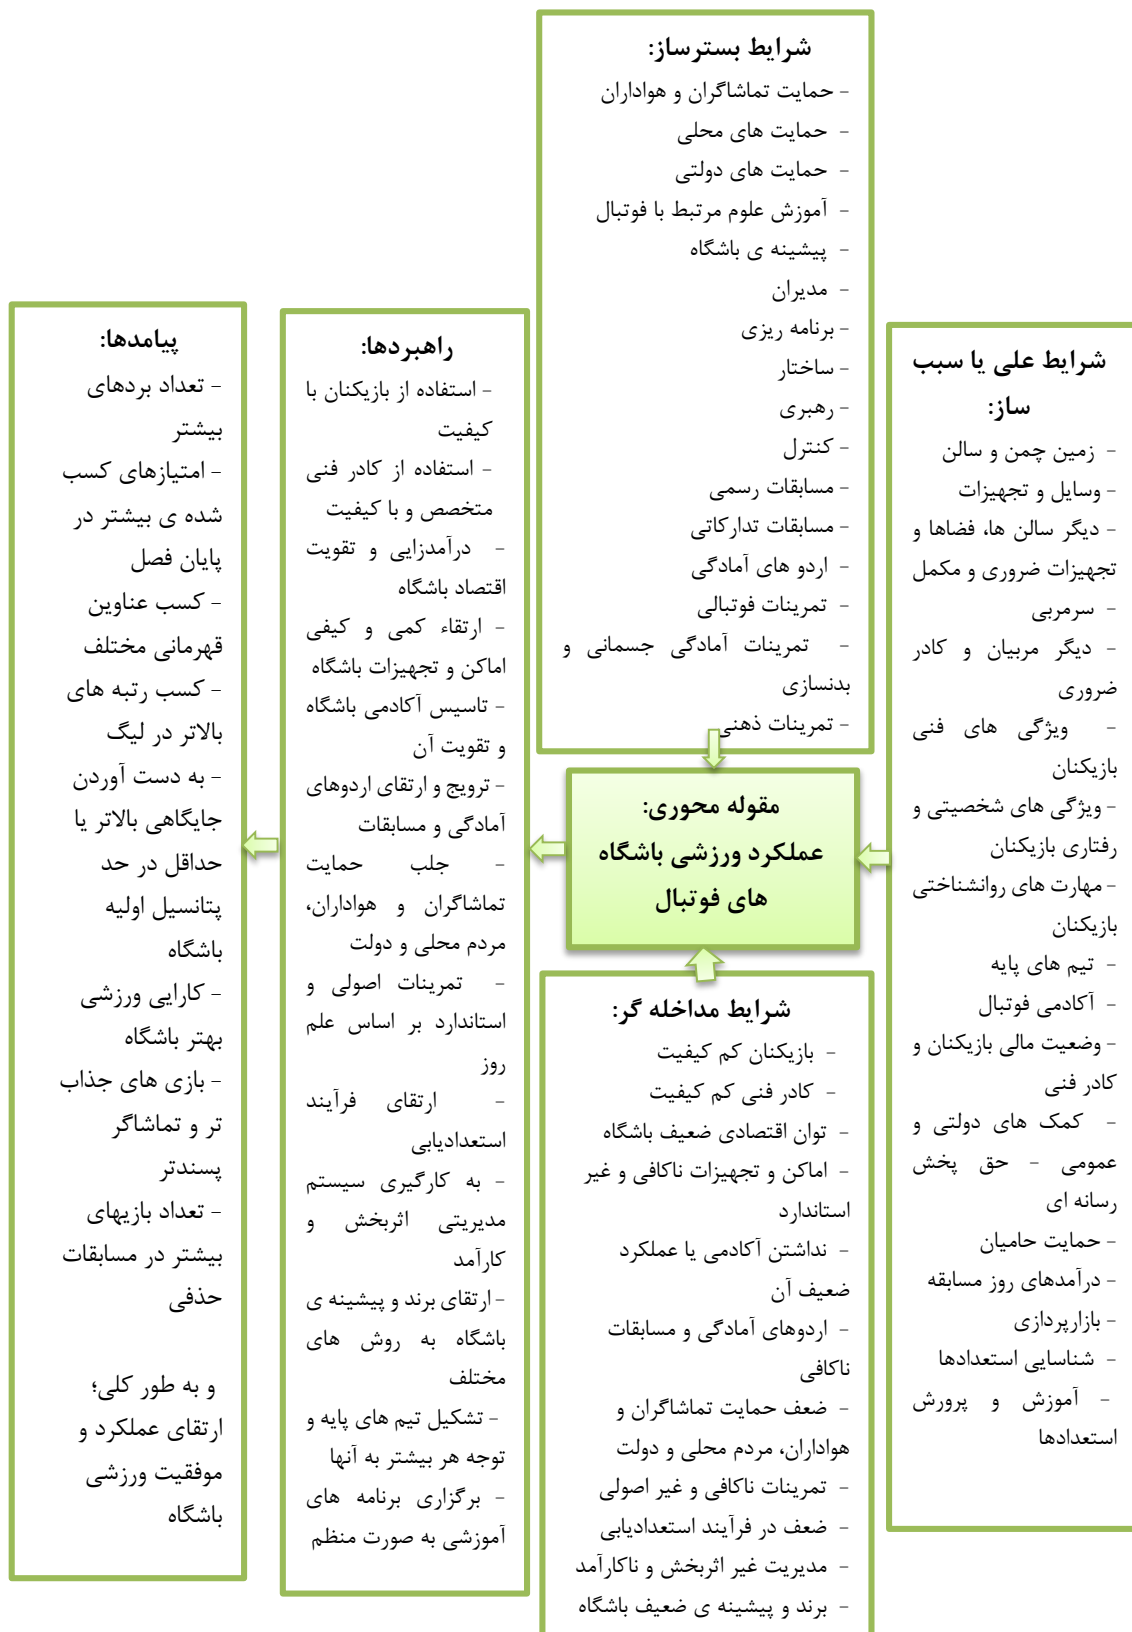 شرایط بسترساز:
- حمایت تماشاگران و هواداران
- حمایت های محلی
- حمایت های دولتی
- آموزش علوم مرتبط با فوتبال
- پیشینه ی باشگاه
- مدیران
- برنامه ریزی
- ساختار
- رهبری
- کنترل
- مسابقات رسمی
- مسابقات تدارکاتی
- اردو های آمادگی
- تمرینات فوتبالی
- تمرینات آمادگی جسمانی و
بدنسازی
- تمرینات ذهنی
شرایط علی یا سبب
ساز:
- زمین چمن و سالن
- وسایل و تجهیزات
- دیگر سالن ها، فضاها و
تجهیزات ضروری و مکمل
- سرمربی
- دیگر مربیان و کادر
ضروری
- ویژگی های فنی
بازیکنان
- ویژگی های شخصیتی و
رفتاری بازیکنان
- مهارت های روانشناختی
بازیکنان
- تیم های پایه
- آکادمی فوتبال
- وضعیت مالی بازیکنان و
کادر فنی
- کمک های دولتی و
عمومی - حق پخش
رسانه ای
- حمایت حامیان
- درآمدهای روز مسابقه
- بازارپردازی
- شناسایی استعدادها
- آموزش و پرورش
استعدادها
مقوله محوری:
عملکرد ورزشی باشگاه
های فوتبال
شرایط مداخله گر:
- بازیکنان کم کیفیت
- کادر فنی کم کیفیت
- توان اقتصادی ضعیف باشگاه
- اماکن و تجهیزات ناکافی و غیر
استاندارد
- نداشتن آکادمی یا عملکرد
ضعیف آن
- اردوهای آمادگی و مسابقات
ناکافی
- ضعف حمایت تماشاگران و
هواداران، مردم محلی و دولت
- تمرینات ناکافی و غیر اصولی
- ضعف در فرآیند استعدادیابی
- مدیریت غیر اثربخش و ناکارآمد
- برند و پیشینه ی ضعیف باشگاه
راهبردها:
- استفاده از بازیکنان با
کیفیت
- استفاده از کادر فنی
متخصص و با کیفیت
- درآمدزایی و تقویت
اقتصاد باشگاه
- ارتقاء کمی و کیفی
اماکن و تجهیزات باشگاه
- تاسیس آکادمی باشگاه
و تقویت آن
- ترویج و ارتقای اردوهای
آمادگی و مسابقات
- جلب حمایت
تماشاگران و هواداران،
مردم محلی و دولت
- تمرینات اصولی و
استاندارد بر اساس علم
روز
- ارتقای فرآیند
استعدادیابی
- به کارگیری سیستم
مدیریتی اثربخش و
کارآمد
- ارتقای برند و پیشینه ی
باشگاه به روش های
مختلف
- تشکیل تیم های پایه و
توجه هر بیشتر به آنها
- برگزاری برنامه های
آموزشی به صورت منظم
پیامدها:
- تعداد بردهای
بیشتر
- امتیازهای کسب
شده ی بیشتر در
پایان فصل
- کسب عناوین
قهرمانی مختلف
- کسب رتبه های
بالاتر در لیگ
- به دست آوردن
جایگاهی بالاتر یا
حداقل در حد
پتانسیل اولیه
باشگاه
- کارایی ورزشی
بهتر باشگاه
- بازی های جذاب
تر و تماشاگر
پسندتر
- تعداد بازیهای
بیشتر در مسابقات
حذفی
و به طور کلی؛
ارتقای عملکرد و
موفقیت ورزشی
باشگاه